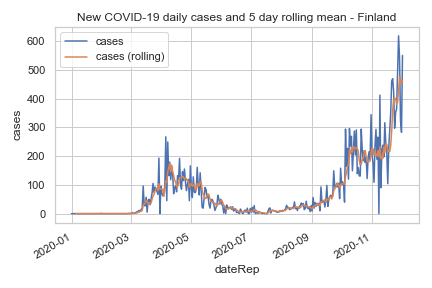 New COVID-19 daily cases and 5 day rolling mean - Finland
cases
cases (rolling)
600
500
400
300
200
100
0
cases
2020-01
2020-03
2020-05
2020-07
2020-09
2020-11
dateRep